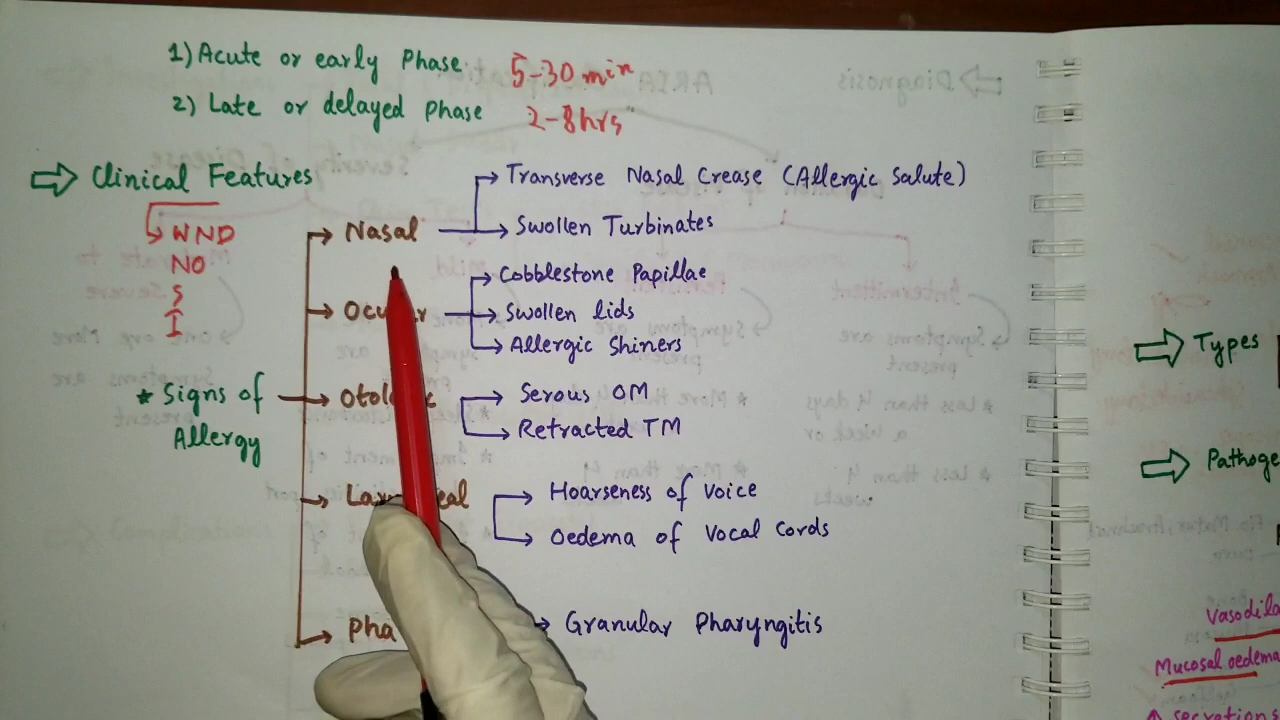 1) Acute or early Phase 5-30 min
2) Late or delayed Phase 2-8hrs
Clinical Features
WND
NO
S
I
* Signs of
Allergy
Nasal
Transverse Nasal Crease (Allergic Salute)
Swollen Turbinates
Cobblestone Papillae
Swollen lids
Allergic Shiners
Serous OM
Retracted TM
Hoarseness of Voice
Oedema of Vocal Cords
Granular Pharyngitis
Types
Mucosal oedema